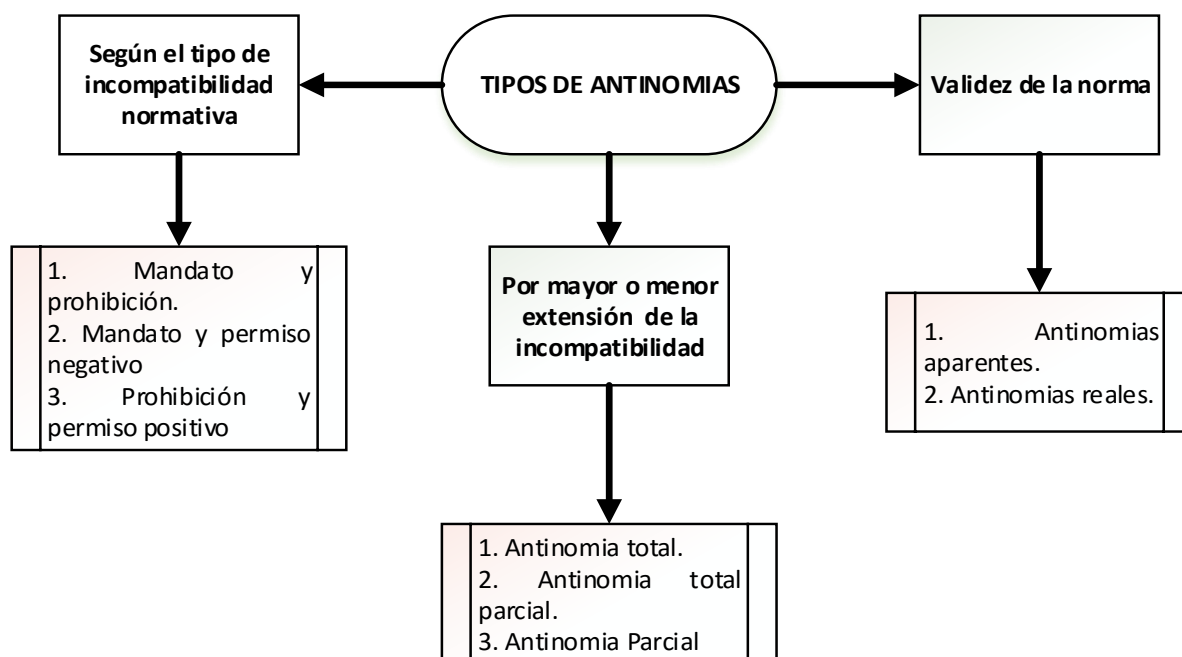 TIPOS DE ANTINOMIAS
Según el tipo de
incompatibilidad
normativa
1. Mandato y
prohibición.
2. Mandato y permiso
negativo
3. Prohibición y
permiso positivo
Por mayor o menor
extensión de la
incompatibilidad
1. Antinomia total.
2. Antinomia total
parcial.
3. Antinomia Parcial
Validez de la norma
1. Antinomias
aparentes.
2. Antinomias reales.